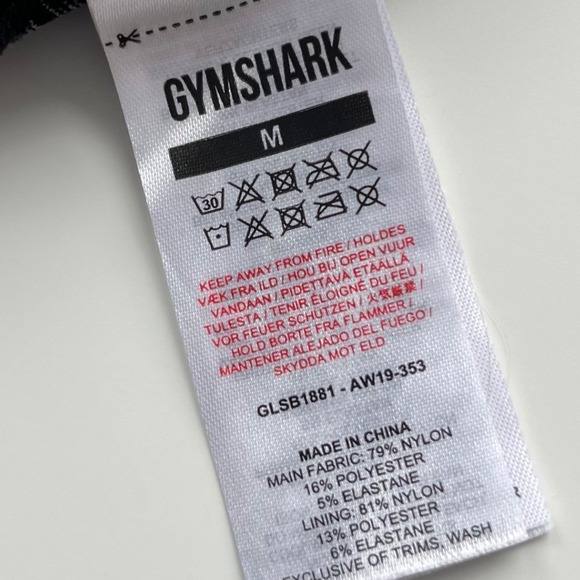 GYMSHARK
M
30
KEEP AWAY FROM FIRE / HOLDES
VÆK FRA ILD / HOU BIJ OPEN VUUR
VANDAAN / PIDETTÄVÄ ETÄÄLLÄ
TULESTA / TENIR ÉLOIGNÉ DU FEU /
VOR FEUER SCHÜTZEN / 火気厳禁 /
HOLD BORTE FRA FLAMMER /
MANTENER ALEJADO DEL FUEGO /
SKYDDA MOT ELD
GLSB1881 - AW19-353
MADE IN CHINA
MAIN FABRIC: 79% NYLON
16% POLYESTER
5% ELASTANE
LINING: 81% NYLON
13% POLYESTER
6% ELASTANE
EXCLUSIVE OF TRIMS, WASH